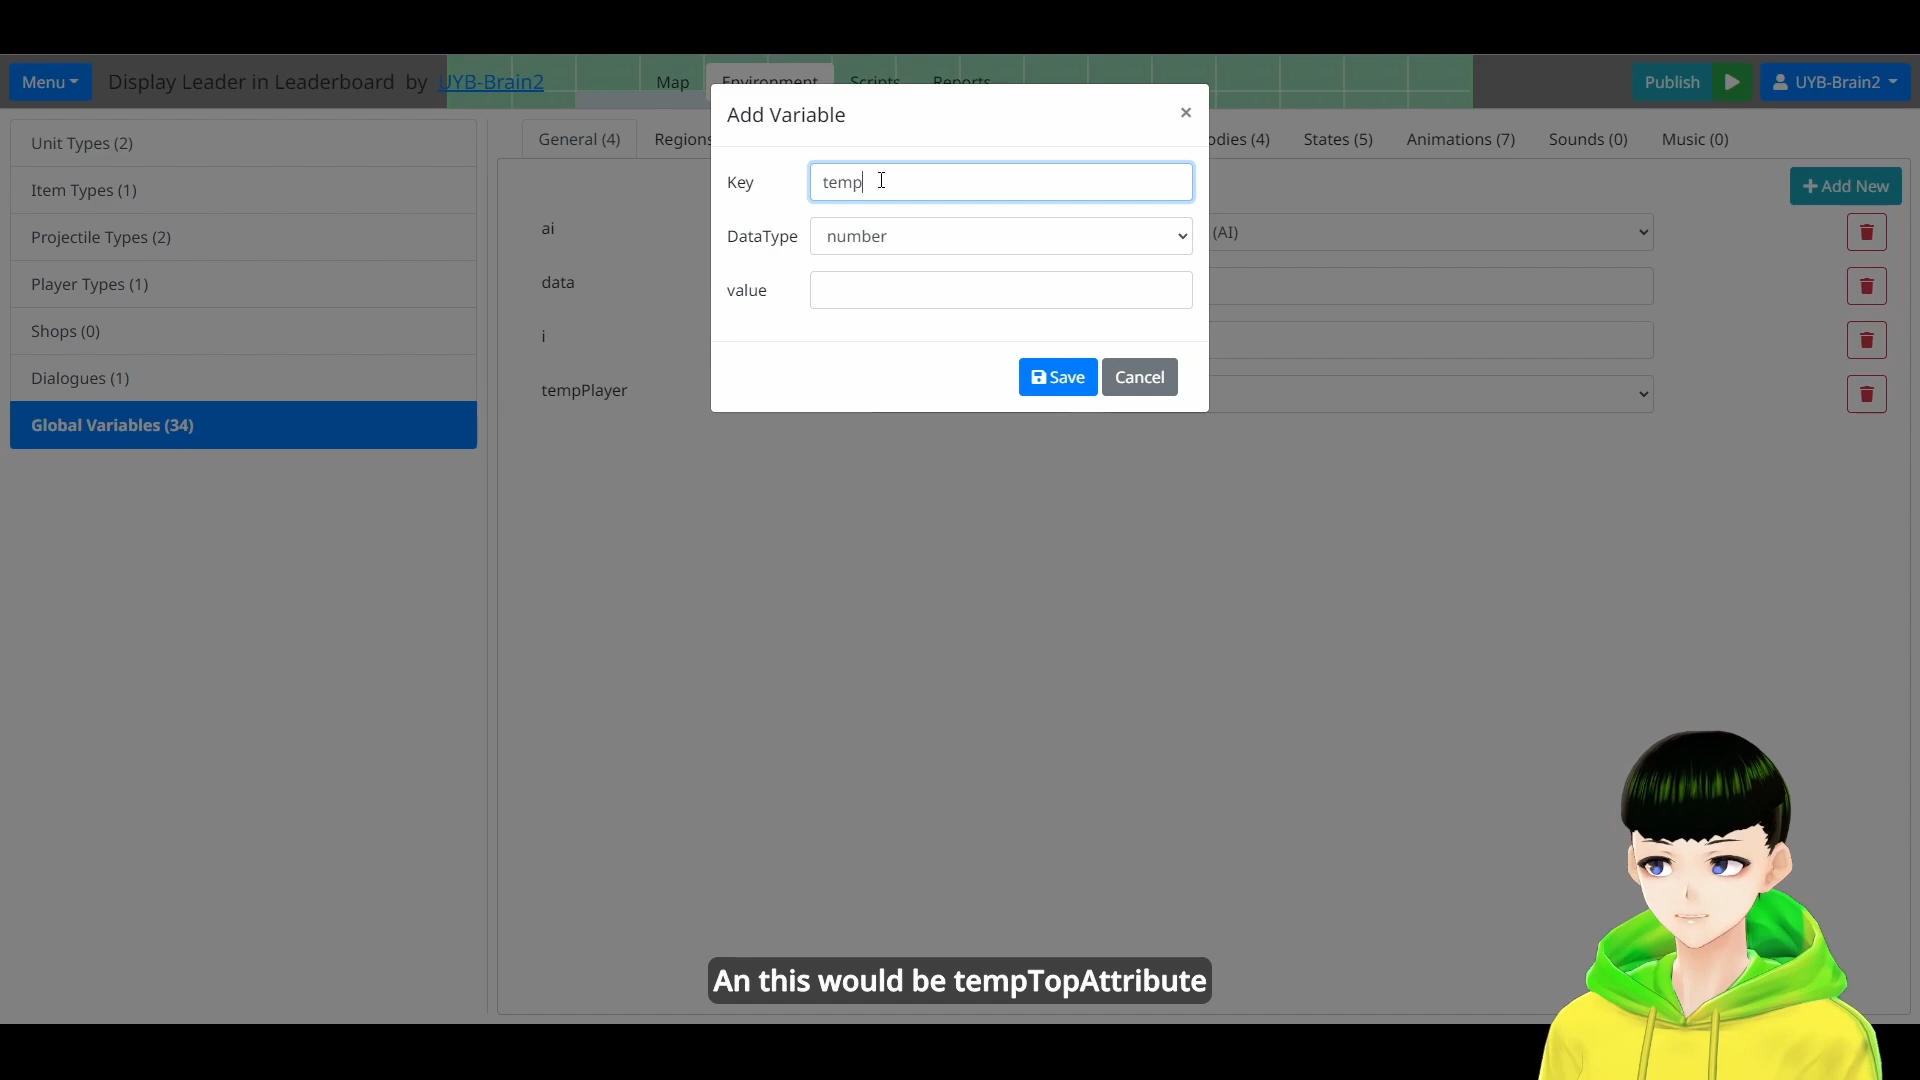 Menu
Display Leader in Leaderboard by UYB-Brain2
Map
Environment
Scripts
Reports
Publish
UYB-Brain2
Unit Types (2)
Item Types (1)
Projectile Types (2)
Player Types (1)
Shops (0)
Dialogues (1)
Global Variables (34)
General (4)
Regions
odies (4)
States (5)
Animations (7)
Sounds (0)
Music (0)
Add New
ai
(AI)
data
i
tempPlayer
Add Variable
×
Key
temp
DataType
number
value
Save
Cancel
An this would be tempTopAttribute